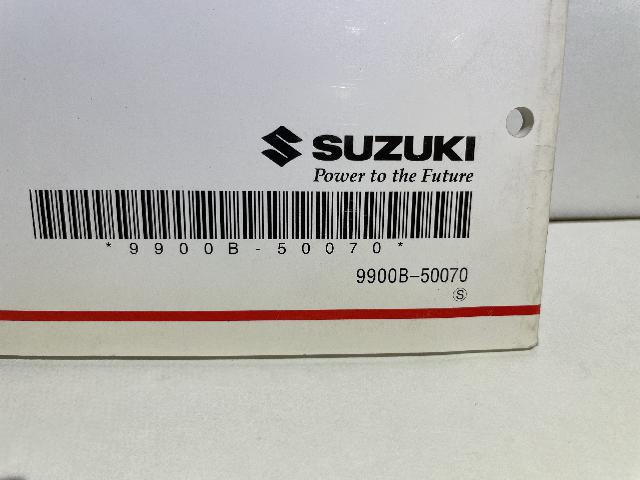 SUZUKI
Power to the Future
*9900B-50070*
9900B-50070
Ⓢ